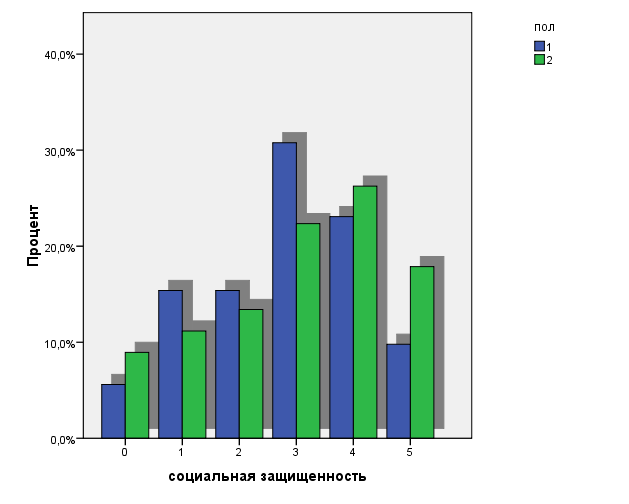 пол
1
2
Процент
40,0%
30,0%
20,0%
10,0%
0,0%
0 1 2 3 4 5
социальная защищенность